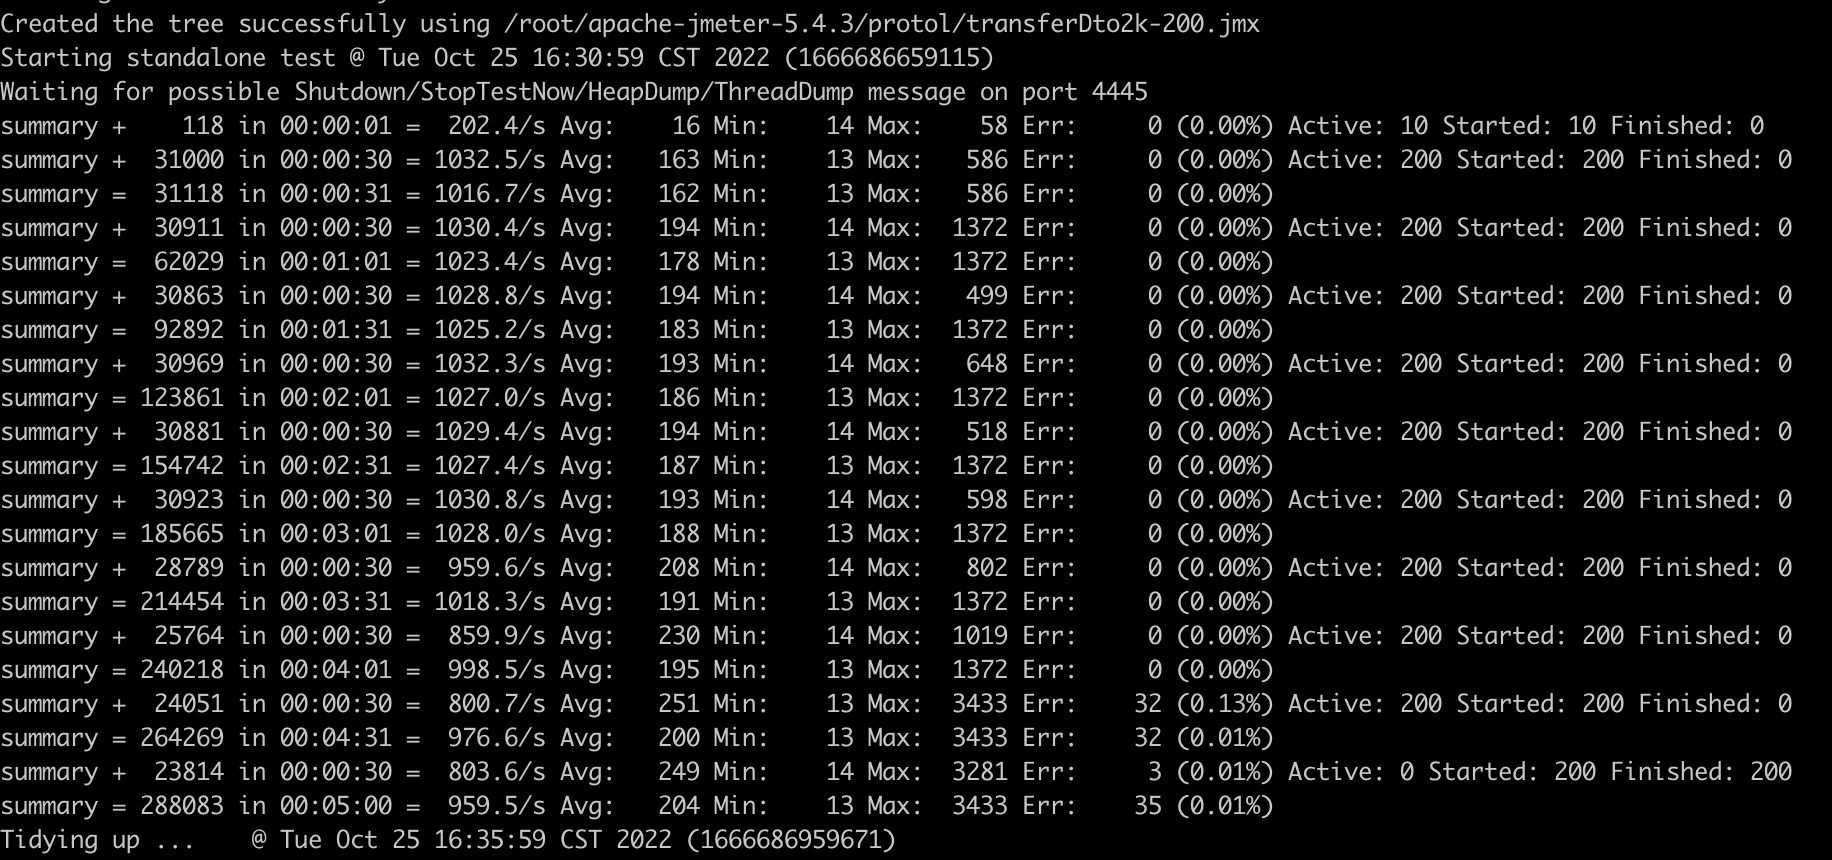 Created the tree successfully using /root/apache-jmeter-5.4.3/protol/transferDto2k-200.jmx
Starting standalone test @ Tue Oct 25 16:30:59 CST 2022 (1666686659115)
Waiting for possible Shutdown/StopTestNow/HeapDump/ThreadDump message on port 4445
summary +    118 in 00:00:01 =  202.4/s Avg:    16 Min:    14 Max:    58 Err:     0 (0.00%) Active: 10 Started: 10 Finished: 0
summary +  31000 in 00:00:30 = 1032.5/s Avg:   163 Min:    13 Max:   586 Err:     0 (0.00%) Active: 200 Started: 200 Finished: 0
summary =  31118 in 00:00:31 = 1016.7/s Avg:   162 Min:    13 Max:   586 Err:     0 (0.00%)
summary +  30911 in 00:00:30 = 1030.4/s Avg:   194 Min:    14 Max:  1372 Err:     0 (0.00%) Active: 200 Started: 200 Finished: 0
summary =  62029 in 00:01:01 = 1023.4/s Avg:   178 Min:    13 Max:  1372 Err:     0 (0.00%)
summary +  30863 in 00:00:30 = 1028.8/s Avg:   194 Min:    14 Max:   499 Err:     0 (0.00%) Active: 200 Started: 200 Finished: 0
summary =  92892 in 00:01:31 = 1025.2/s Avg:   183 Min:    13 Max:  1372 Err:     0 (0.00%)
summary +  30969 in 00:00:30 = 1032.3/s Avg:   193 Min:    14 Max:   648 Err:     0 (0.00%) Active: 200 Started: 200 Finished: 0
summary = 123861 in 00:02:01 = 1027.0/s Avg:   186 Min:    13 Max:  1372 Err:     0 (0.00%)
summary +  30881 in 00:00:30 = 1029.4/s Avg:   194 Min:    14 Max:   518 Err:     0 (0.00%) Active: 200 Started: 200 Finished: 0
summary = 154742 in 00:02:31 = 1027.4/s Avg:   187 Min:    13 Max:  1372 Err:     0 (0.00%)
summary +  30923 in 00:00:30 = 1030.8/s Avg:   193 Min:    14 Max:   598 Err:     0 (0.00%) Active: 200 Started: 200 Finished: 0
summary = 185665 in 00:03:01 = 1028.0/s Avg:   188 Min:    13 Max:  1372 Err:     0 (0.00%)
summary +  28789 in 00:00:30 =  959.6/s Avg:   208 Min:    14 Max:   802 Err:     0 (0.00%) Active: 200 Started: 200 Finished: 0
summary = 214454 in 00:03:31 = 1018.3/s Avg:   191 Min:    13 Max:  1372 Err:     0 (0.00%)
summary +  25764 in 00:00:30 =  859.9/s Avg:   230 Min:    14 Max:  1019 Err:     0 (0.00%) Active: 200 Started: 200 Finished: 0
summary = 240218 in 00:04:01 =  998.5/s Avg:   195 Min:    13 Max:  1372 Err:     0 (0.00%)
summary +  24051 in 00:00:30 =  800.7/s Avg:   251 Min:    13 Max:  3433 Err:    32 (0.13%) Active: 200 Started: 200 Finished: 0
summary = 264269 in 00:04:31 =  976.6/s Avg:   200 Min:    13 Max:  3433 Err:    32 (0.01%)
summary +  23814 in 00:00:30 =  803.6/s Avg:   249 Min:    14 Max:  3281 Err:     3 (0.01%) Active: 0 Started: 200 Finished: 200
summary = 288083 in 00:05:00 =  959.5/s Avg:   204 Min:    13 Max:  3433 Err:    35 (0.01%)
Tidying up ...    @ Tue Oct 25 16:35:59 CST 2022 (1666686959671)